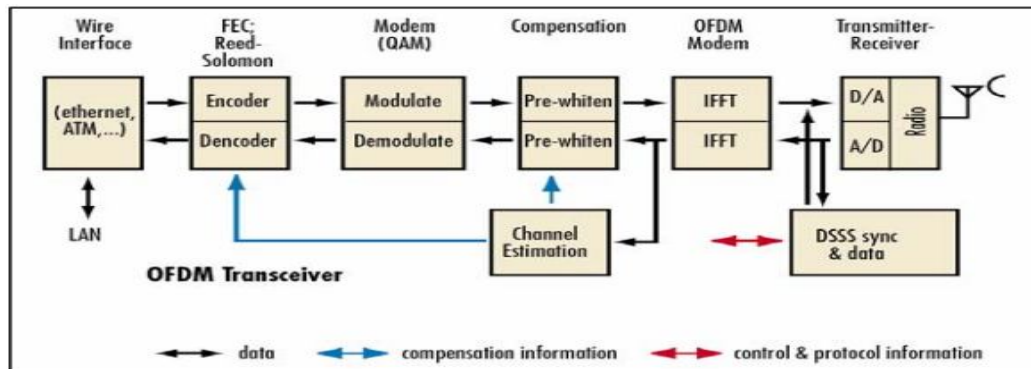 Wire
Interface
FEC;
Reed-
Solomon
Modem
(QAM)
Compensation
OFDM
Modem
Transmitter-
Receiver
(ethernet,
ATM,...)
Encoder
Modulate
Pre-whiten
IFFT
D/A
Dencoder
Demodulate
Pre-whiten
IFFT
A/D
Radio
LAN
Channel
Estimation
DSSS sync
& data
OFDM Transceiver
data
compensation information
control & protocol information